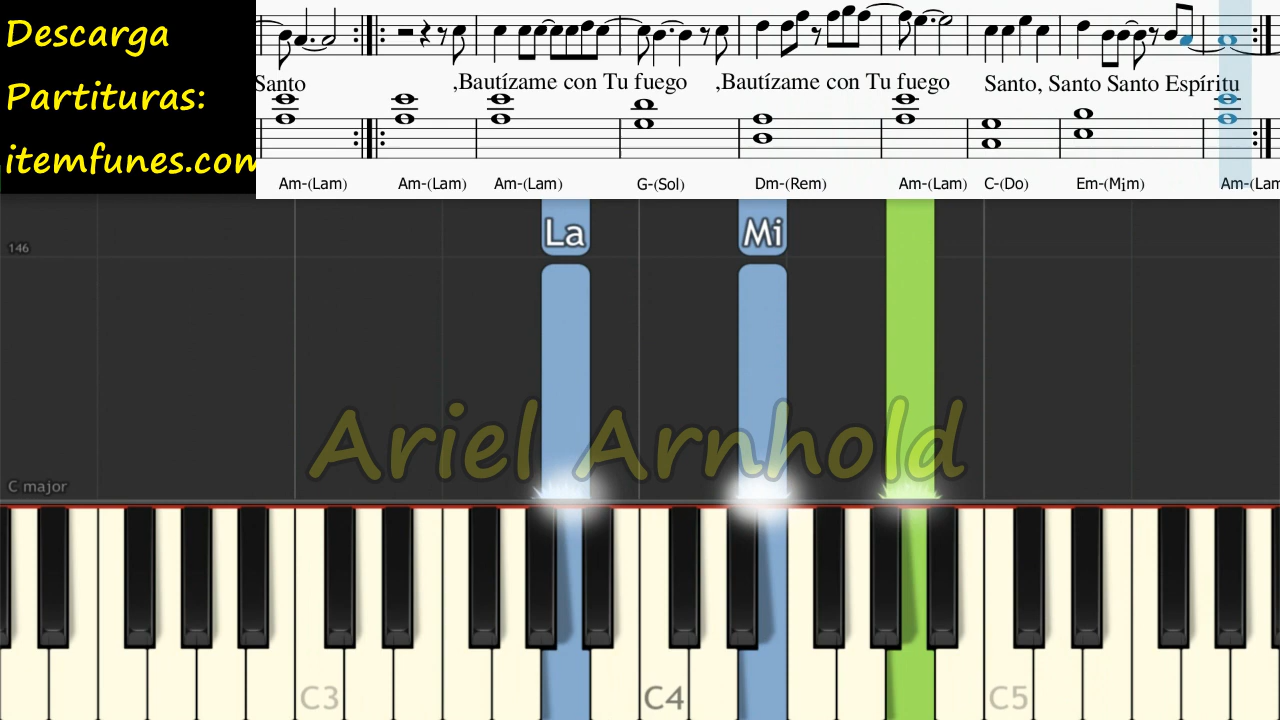 Descarga
Partituras:
itemfunes.com
Santo ,Bautízame con Tu fuego ,Bautízame con Tu fuego Santo, Santo Santo Espíritu
Am-(Lam) Am-(Lam) Am-(Lam) G-(Sol) Dm-(Rem) Am-(Lam) C-(Do) Em-(Mim) Am-(Lam
La Mi
146
Ariel Arnhold
C major
C3 C4 C5